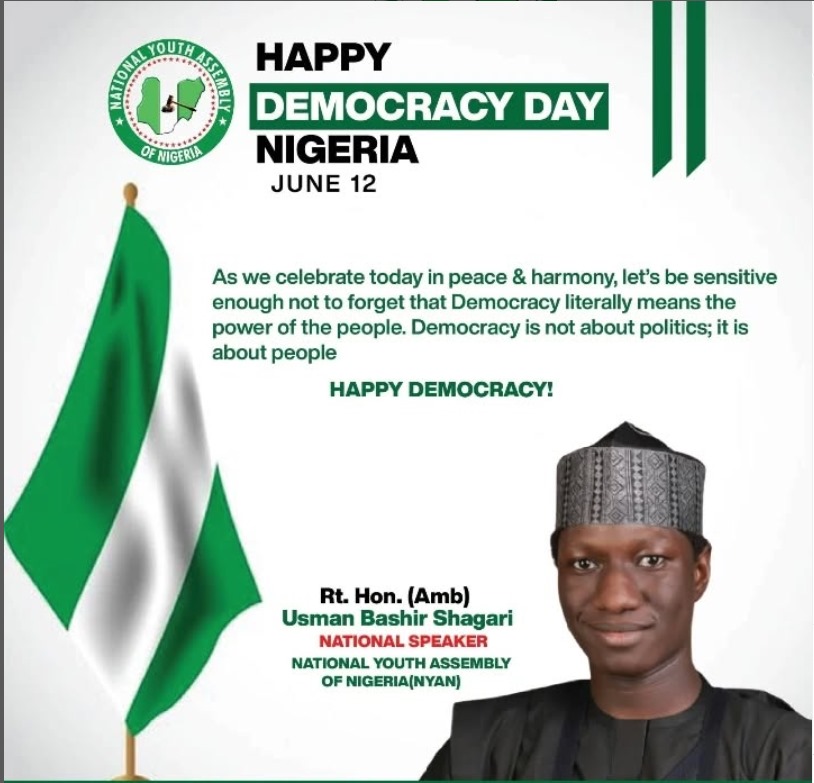 NATIONAL YOUTH ASSEMBLY
OF NIGERIA
HAPPY
DEMOCRACY DAY
NIGERIA
JUNE 12
As we celebrate today in peace & harmony, let's be sensitive
enough not to forget that Democracy literally means the
power of the people. Democracy is not about politics; it is
about people
HAPPY DEMOCRACY!
Rt. Hon. (Amb)
Usman Bashir Shagari
NATIONAL SPEAKER
NATIONAL YOUTH ASSEMBLY
OF NIGERIA(NYAN)